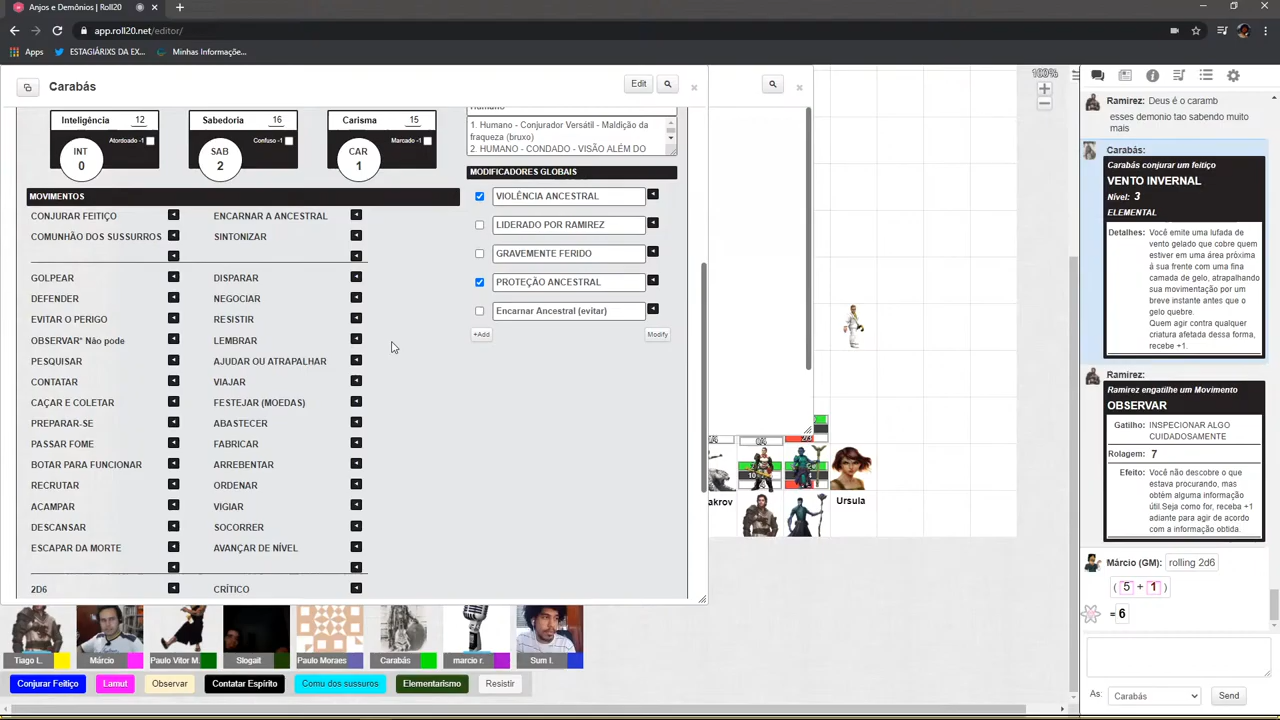 Anjos e Demônios | Roll20
app.roll20.net/editor/
Apps
ESTAGIÁRIXS DA EX...
Minhas Informaçõe...
Carabás
Edit
100%
Inteligência 12
Sabedoria 16
Carisma 15
Atordoado -1
Confuso -1
Marcado -1
INT
0
SAB
2
CAR
1
Humano
1. Humano - Conjurador Versátil - Maldição da
fraqueza (bruxo)
2. HUMANO - CONDADO - VISÃO ALÉM DO
MODIFICADORES GLOBAIS
VIOLÊNCIA ANCESTRAL
LIDERADO POR RAMIREZ
GRAVEMENTE FERIDO
PROTEÇÃO ANCESTRAL
Encarnar Ancestral (evitar)
+Add
Modify
MOVIMENTOS
CONJURAR FEITIÇO
ENCARNAR A ANCESTRAL
COMUNHÃO DOS SUSSURROS
SINTONIZAR
GOLPEAR
DISPARAR
DEFENDER
NEGOCIAR
EVITAR O PERIGO
RESISTIR
OBSERVAR* Não pode
LEMBRAR
PESQUISAR
AJUDAR OU ATRAPALHAR
CONTATAR
VIAJAR
CAÇAR E COLETAR
FESTEJAR (MOEDAS)
PREPARAR-SE
ABASTECER
PASSAR FOME
FABRICAR
BOTAR PARA FUNCIONAR
ARREBENTAR
RECRUTAR
ORDENAR
ACAMPAR
VIGIAR
DESCANSAR
SOCORRER
ESCAPAR DA MORTE
AVANÇAR DE NÍVEL
2D6
CRÍTICO
akrov
Ursula
Tiago L.
Márcio
Paulo Vitor M.
Slogait
Paulo Moraes
Carabás
marcio r.
Sum I.
Conjurar Feitiço
Lamut
Observar
Contatar Espírito
Comu dos sussuros
Elementarismo
Resistir
Ramirez: Deus é o caramb
esses demonio tao sabendo muito
mais
Carabás:
Carabás conjurar um feitiço
VENTO INVERNAL
Nível: 3
ELEMENTAL
Detalhes: Você emite uma lufada de
vento gelado que cobre quem
estiver em uma área próxima
á sua frente com uma fina
camada de gelo, atrapalhando
sua movimentação por um
breve instante antes que o
gelo quebre.
Quem agir contra qualquer
criatura afetada dessa forma,
recebe +1.
Ramirez:
Ramirez engatilhe um Movimento
OBSERVAR
Gatilho: INSPECIONAR ALGO
CUIDADOSAMENTE
Rolagem: 7
Efeito: Você não descobre o que
estava procurando, mas
obtém alguma informação
útil.Seja como for, receba +1
adiante para agir de acordo
com a informação obtida.
Márcio (GM): rolling 2d6
( 5 + 1 )
= 6
As: Carabás
Send